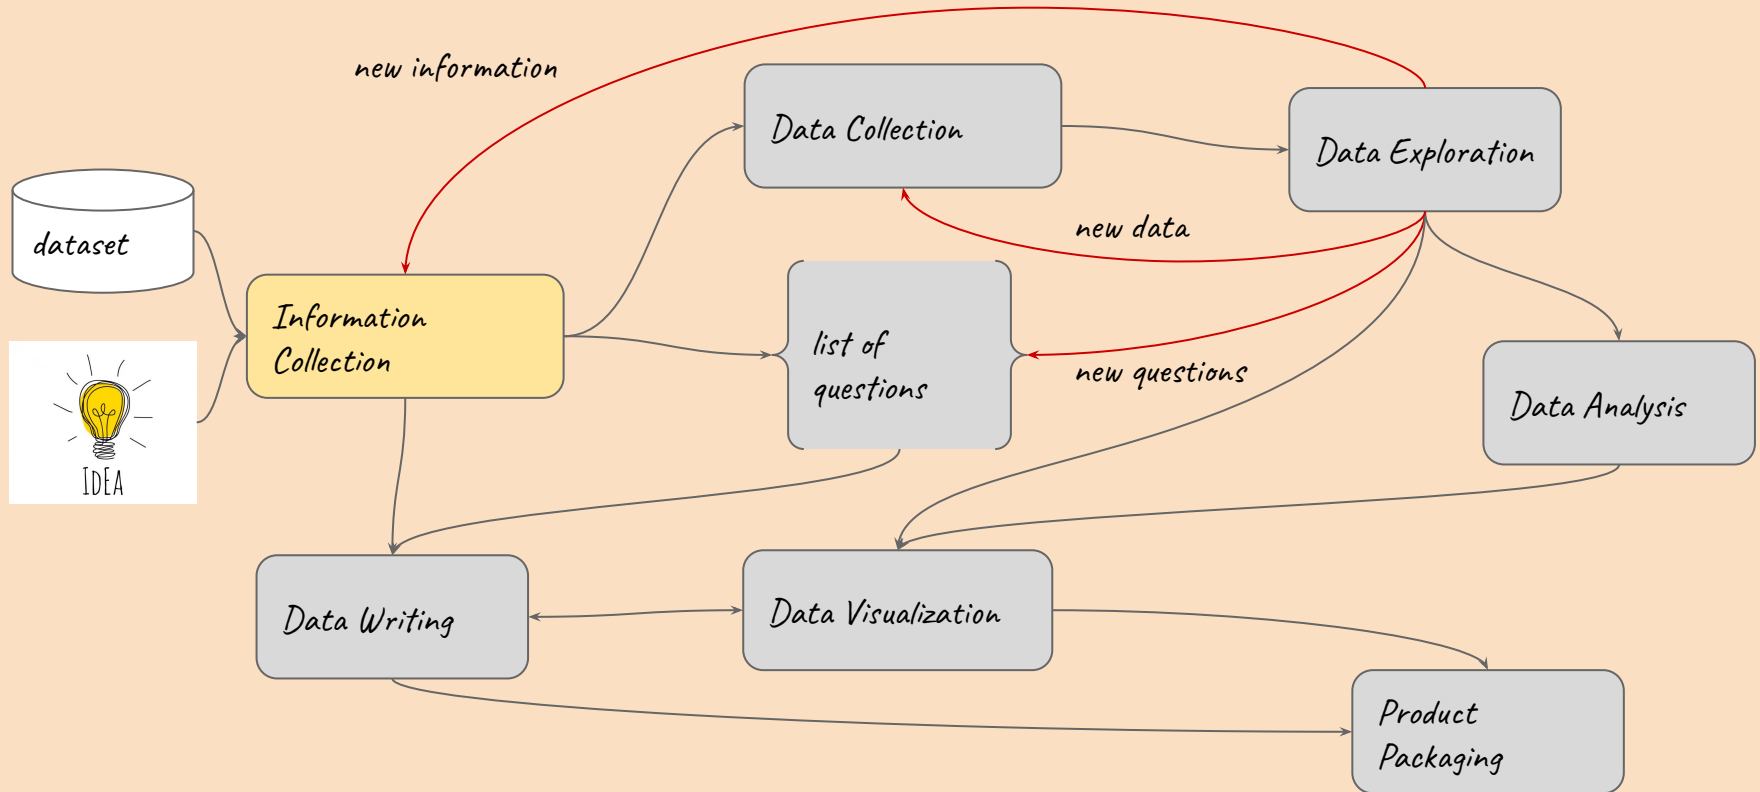 new information
Data Collection
Data Exploration
dataset
new data
Information
Collection
list of
questions
new questions
Data Analysis
IdEA
Data Writing
Data Visualization
Product
Packaging